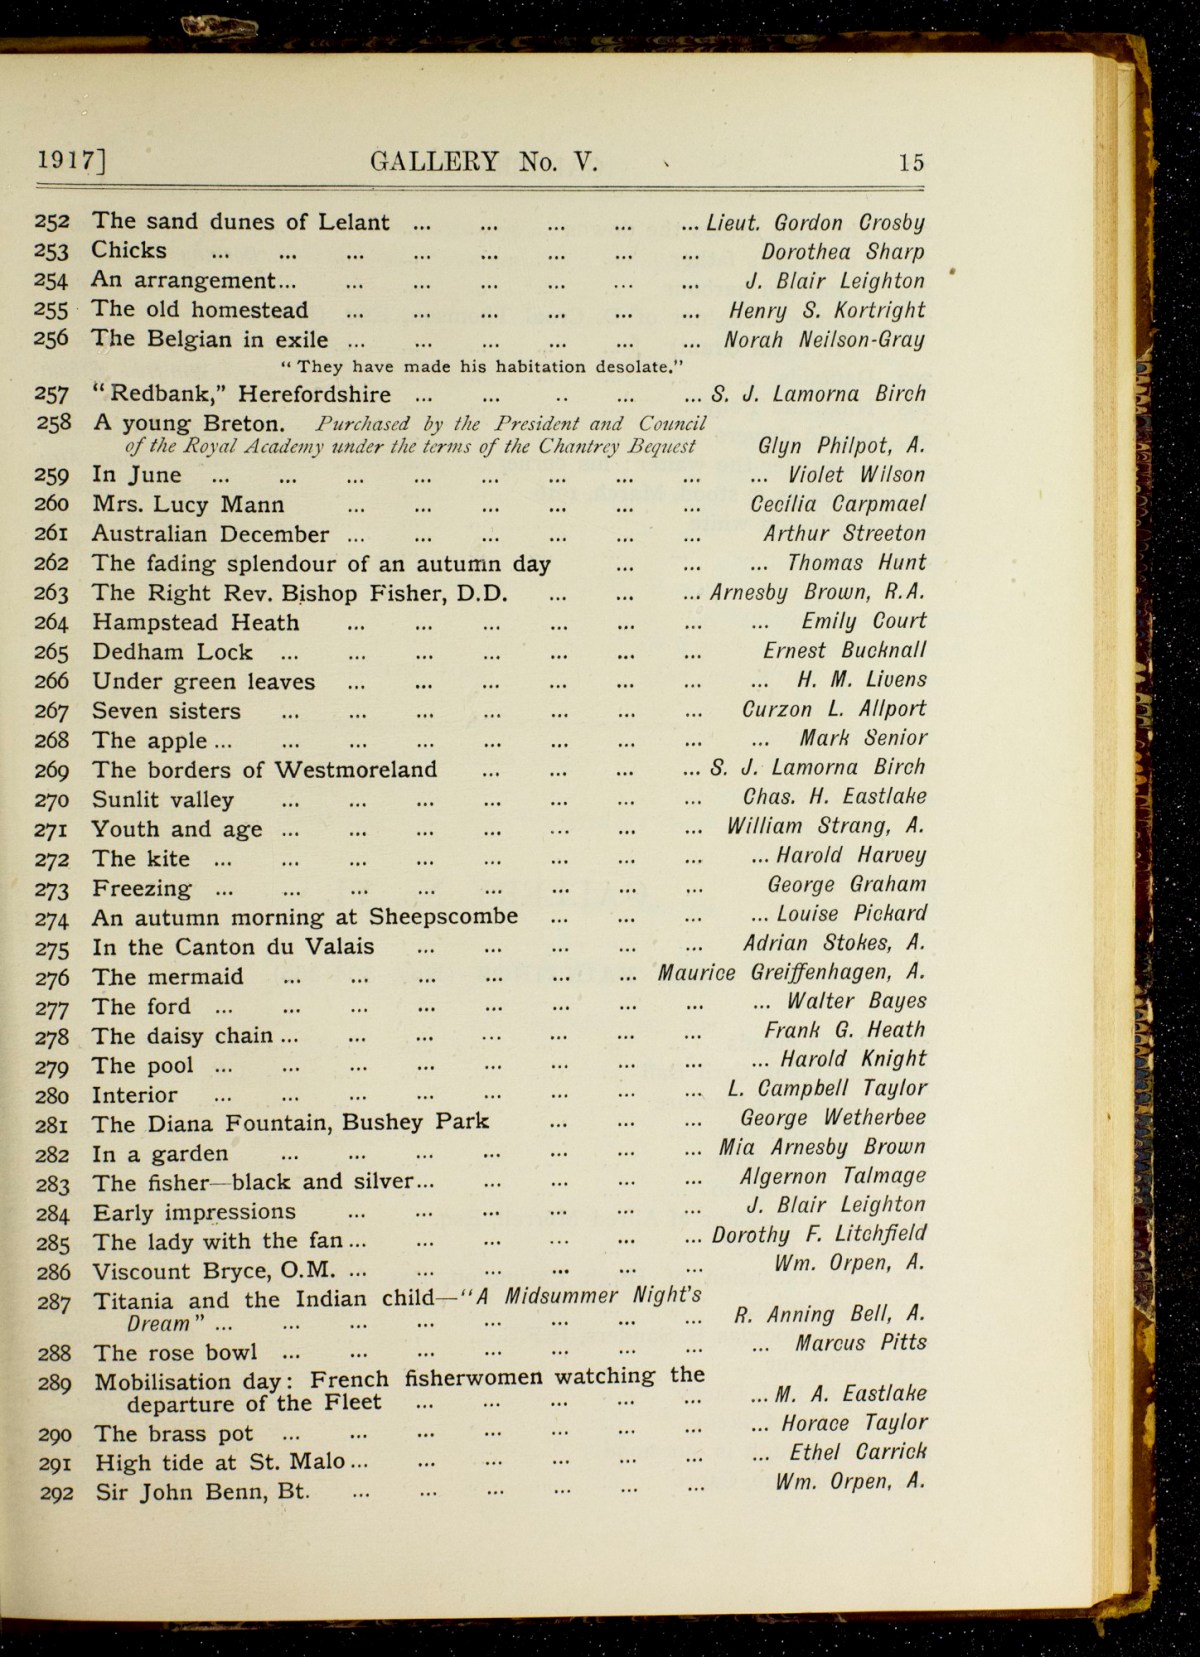 1917] GALLERY No. V. 15
252 The sand dunes of Lelant ... ... ... ... ... Lieut. Gordon Crosby
253 Chicks ... ... ... ... ... ... ... ... Dorothea Sharp
254 An arrangement... ... ... ... ... ... ... J. Blair Leighton
255 The old homestead ... ... ... ... ... ... Henry S. Kortright
256 The Belgian in exile ... ... ... ... ... ... Norah Neilson-Gray
"They have made his habitation desolate."
257 "Redbank," Herefordshire ... ... .. ... ... S. J. Lamorna Birch
258 A young Breton. Purchased by the President and Council
of the Royal Academy under the terms of the Chantrey Bequest Glyn Philpot, A.
259 In June ... ... ... ... ... ... ... ... ... Violet Wilson
260 Mrs. Lucy Mann ... ... ... ... ... ... Cecilia Carpmael
261 Australian December ... ... ... ... ... ... Arthur Streeton
262 The fading splendour of an autumn day ... ... ... Thomas Hunt
263 The Right Rev. Bishop Fisher, D.D. ... ... ... Arnesby Brown, R.A.
264 Hampstead Heath ... ... ... ... ... ... ... Emily Court
265 Dedham Lock ... ... ... ... ... ... ... Ernest Bucknall
266 Under green leaves ... ... ... ... ... ... ... H. M. Livens
267 Seven sisters ... ... ... ... ... ... ... Curzon L. Allport
268 The apple ... ... ... ... ... ... ... ... ... Mark Senior
269 The borders of Westmoreland ... ... ... ... S. J. Lamorna Birch
270 Sunlit valley ... ... ... ... ... ... ... Chas. H. Eastlake
271 Youth and age ... ... ... ... ... ... ... William Strang, A.
272 The kite ... ... ... ... ... ... ... ... ... Harold Harvey
273 Freezing ... ... ... ... ... ... ... ... George Graham
274 An autumn morning at Sheepscombe ... ... ... ... Louise Pickard
275 In the Canton du Valais ... ... ... ... ... Adrian Stokes, A.
276 The mermaid ... ... ... ... ... ... Maurice Greiffenhagen, A.
277 The ford ... ... ... ... ... ... ... ... ... Walter Bayes
278 The daisy chain ... ... ... ... ... ... ... Frank G. Heath
279 The pool ... ... ... ... ... ... ... ... ... Harold Knight
280 Interior ... ... ... ... ... ... ... ... L. Campbell Taylor
281 The Diana Fountain, Bushey Park ... ... ... George Wetherbee
282 In a garden ... ... ... ... ... ... ... Mia Arnesby Brown
283 The fisher—black and silver... ... ... ... ... Algernon Talmage
284 Early impressions ... ... ... ... ... ... J. Blair Leighton
285 The lady with the fan ... ... ... ... ... ... Dorothy F. Litchfield
286 Viscount Bryce, O.M. ... ... ... ... ... ... Wm. Orpen, A.
287 Titania and the Indian child—"A Midsummer Night's
Dream" ... ... ... ... ... ... ... ... R. Anning Bell, A.
288 The rose bowl ... ... ... ... ... ... ... ... Marcus Pitts
289 Mobilisation day: French fisherwomen watching the
departure of the Fleet ... ... ... ... ... ... M. A. Eastlake
290 The brass pot ... ... ... ... ... ... ... ... Horace Taylor
291 High tide at St. Malo ... ... ... ... ... ... ... Ethel Carrick
292 Sir John Benn, Bt. ... ... ... ... ... ... Wm. Orpen, A.